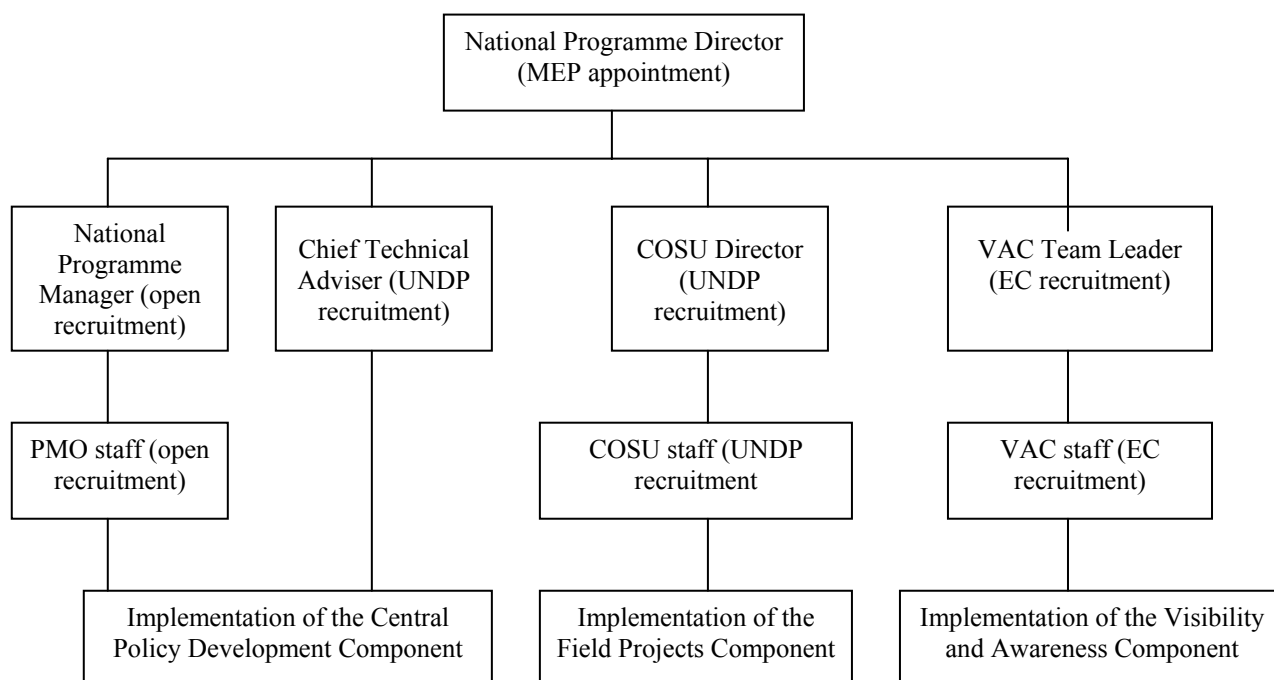 National Programme Director
(MEP appointment)
National
Programme
Manager (open
recruitment)
Chief Technical
Adviser (UNDP
recruitment)
COSU Director
(UNDP
recruitment)
VAC Team Leader
(EC recruitment)
PMO staff (open
recruitment)
COSU staff (UNDP
recruitment
VAC staff (EC
recruitment)
Implementation of the Central
Policy Development Component
Implementation of the
Field Projects Component
Implementation of the Visibility
and Awareness Component